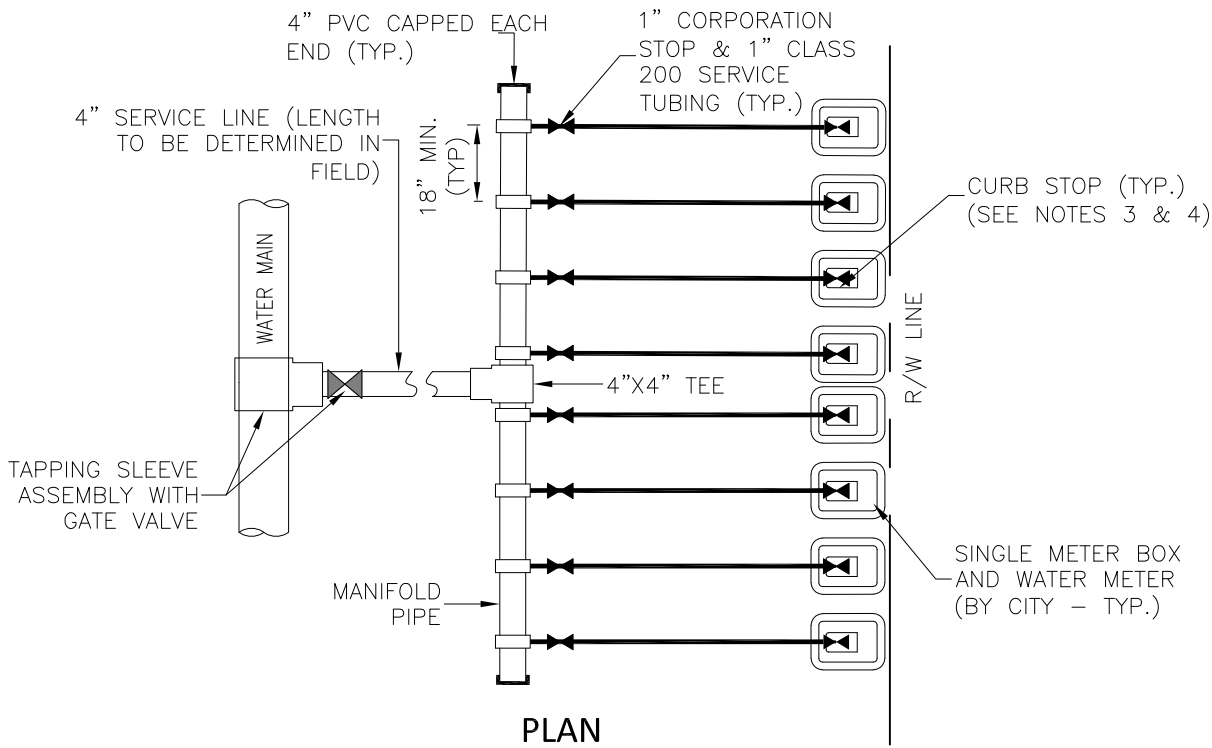 4” PVC CAPPED EACH
END (TYP.)
1” CORPORATION
STOP & 1” CLASS
200 SERVICE
TUBING (TYP.)
4” SERVICE LINE (LENGTH
TO BE DETERMINED IN
FIELD)
18” MIN.
(TYP)
CURB STOP (TYP.)
(SEE NOTES 3 & 4)
WATER MAIN
R/W LINE
4”X4” TEE
TAPPING SLEEVE
ASSEMBLY WITH
GATE VALVE
SINGLE METER BOX
AND WATER METER
(BY CITY – TYP.)
MANIFOLD
PIPE
PLAN